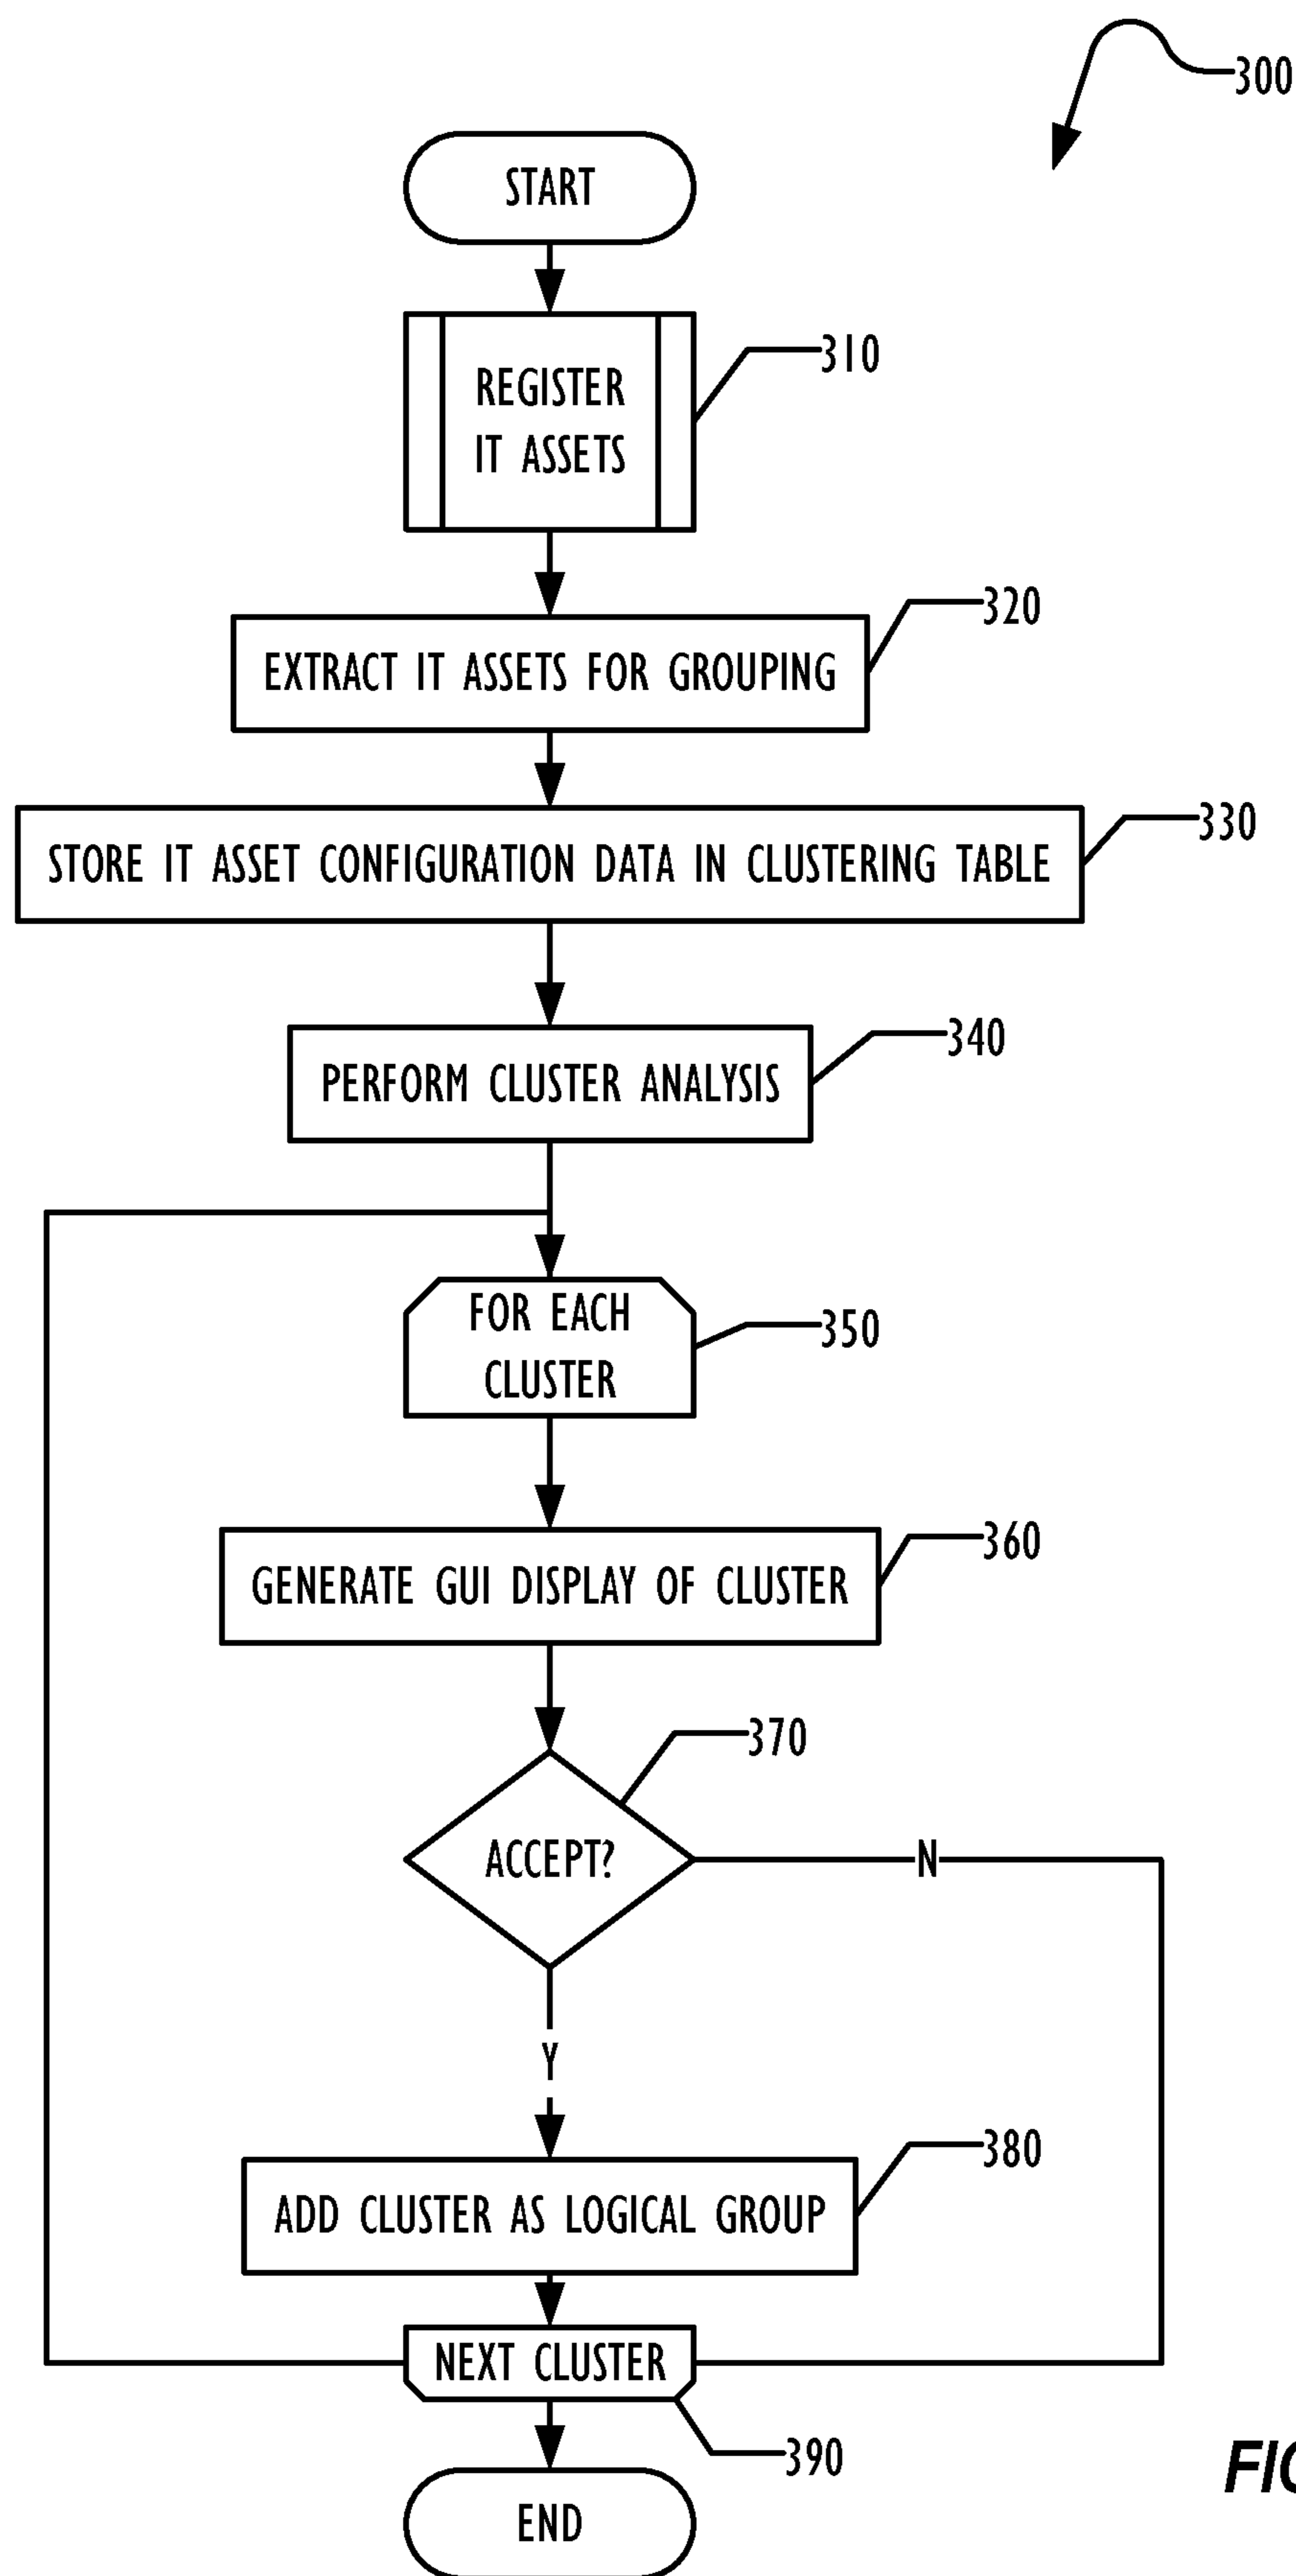 300
START
REGISTER
IT ASSETS
310
EXTRACT IT ASSETS FOR GROUPING
320
STORE IT ASSET CONFIGURATION DATA IN CLUSTERING TABLE
330
PERFORM CLUSTER ANALYSIS
340
FOR EACH
CLUSTER
350
GENERATE GUI DISPLAY OF CLUSTER
360
ACCEPT?
370
N
Y
ADD CLUSTER AS LOGICAL GROUP
380
NEXT CLUSTER
390
END